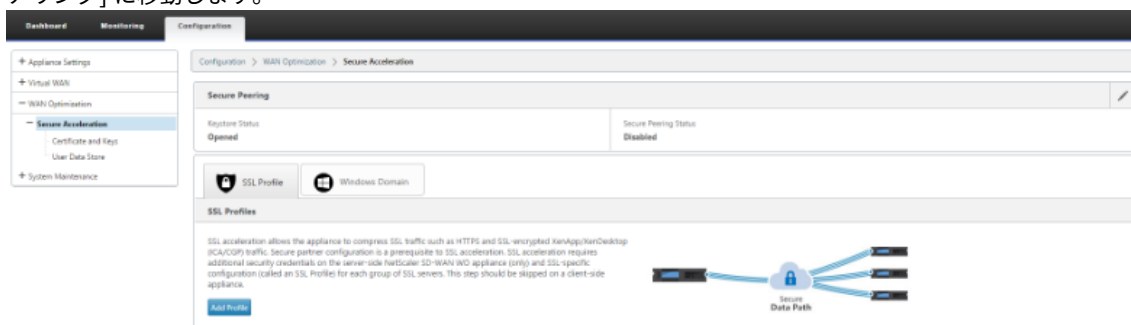 アリング] に移動します。
Dashboard Monitoring Configuration
+ Appliance Settings
+ Virtual WAN
− WAN Optimization
− Secure Acceleration
Certificate and Keys
User Data Store
+ System Maintenance
Configuration > WAN Optimization > Secure Acceleration
Secure Peering
Keystore Status
Opened
Secure Peering Status
Disabled
SSL Profile
Windows Domain
SSL Profiles
SSL acceleration allows the appliance to compress SSL traffic such as HTTPS and SSL-encrypted XenApp/XenDesktop
(ICA/CGP) traffic. Secure partner configuration is a prerequisite to SSL acceleration. SSL acceleration requires
additional security credentials on the server-side NetScaler SD-WAN WO appliance (only) and SSL-specific
configuration (called an SSL Profile) for each group of SSL servers. This step should be skipped on a client-side
appliance.
Add Profile
Secure
Data Path